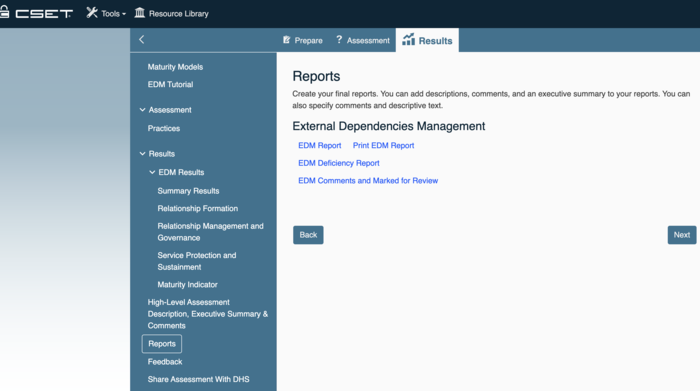 CSET Tools Resource Library
Prepare ? Assessment Results
Maturity Models
EDM Tutorial
Assessment
Practices
Results
EDM Results
Summary Results
Relationship Formation
Relationship Management and
Governance
Service Protection and
Sustainment
Maturity Indicator
High-Level Assessment
Description, Executive Summary &
Comments
Reports
Feedback
Share Assessment With DHS
Reports
Create your final reports. You can add descriptions, comments, and an executive summary to your reports. You can
also specify comments and descriptive text.
External Dependencies Management
EDM Report Print EDM Report
EDM Deficiency Report
EDM Comments and Marked for Review
Back Next